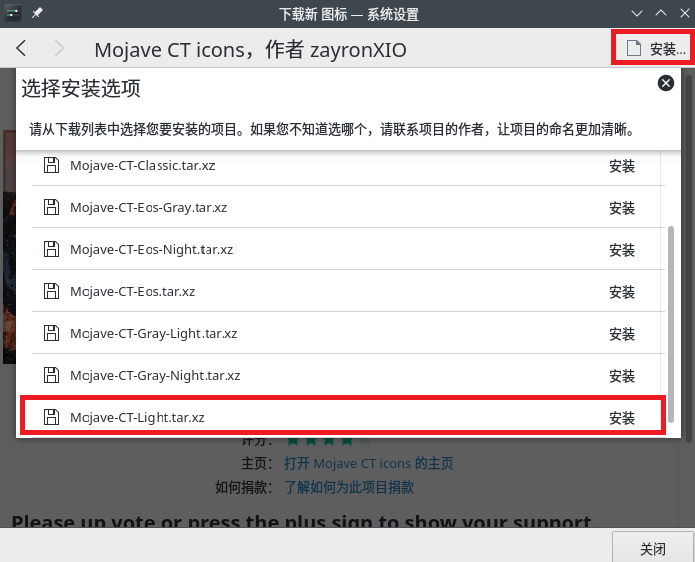 下载新 图标 — 系统设置
Mojave CT icons，作者 zayronXIO
安装...
选择安装选项
请从下载列表中选择您要安装的项目。如果您不知道选哪个，请联系项目的作者，让项目的命名更加清晰。
Mojave-CT-Classic.tar.xz 安装
Mojave-CT-Eos-Gray.tar.xz 安装
Mojave-CT-Eos-Night.tar.xz 安装
Mojave-CT-Eos.tar.xz 安装
Mojave-CT-Gray-Light.tar.xz 安装
Mojave-CT-Gray-Night.tar.xz 安装
Mojave-CT-Light.tar.xz 安装
评分：
主页： 打开 Mojave CT icons 的主页
如何捐款： 了解如何为此项目捐款
Please up vote or press the plus sign to show your support
关闭